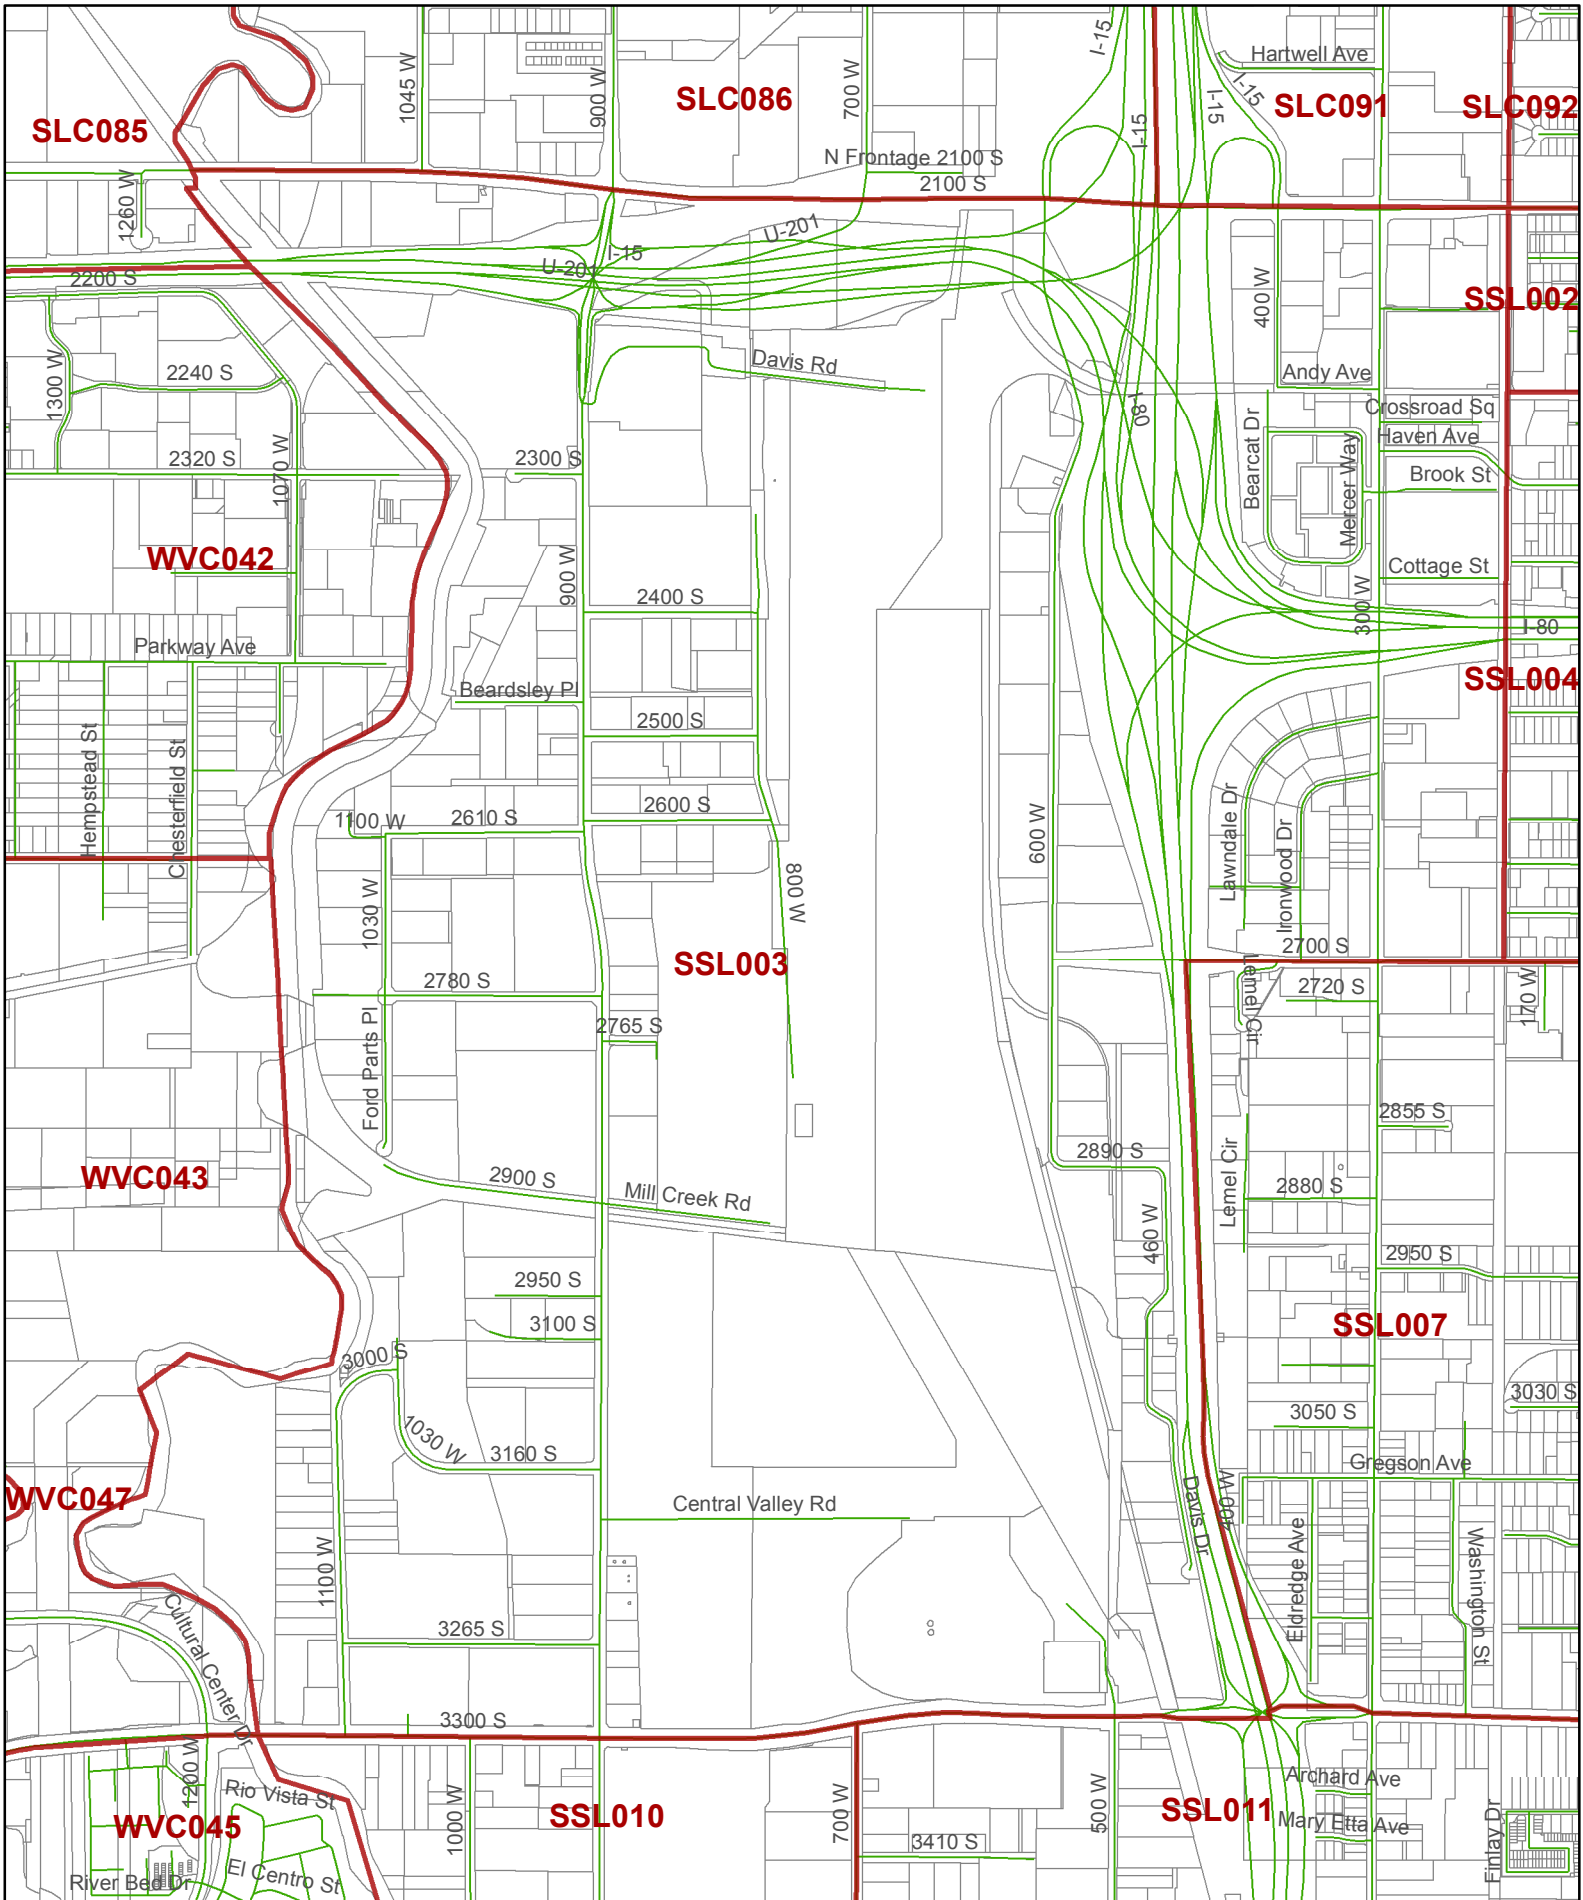 I-15
Hartwell Ave
1045 W
900 W
SLC086
700 W
I-15
I-15
SLC091
SLC092
SLC085
I-15
N Frontage 2100 S
2100 S
1260 W
U-201
I-15
U-201
2200 S
400 W
SSL002
Davis Rd
1300 W
2240 S
Andy Ave
I-80
Crossroad Sq
Bearcat Dr
Mercer Way
Haven Ave
2320 S
1070 W
2300 S
Brook St
WVC042
900 W
Cottage St
2400 S
300 W
I-80
Parkway Ave
Beardsley Pl
SSL004
2500 S
Hempstead St
Chesterfield St
2600 S
1100 W
2610 S
600 W
Lawndale Dr
Ironwood Dr
800 W
1030 W
SSL003
2700 S
2780 S
Lemel Cir
2720 S
170 W
2765 S
Ford Parts Pl
2855 S
2890 S
Lemel Cir
WVC043
2900 S
Mill Creek Rd
2880 S
460 W
2950 S
2950 S
3100 S
SSL007
3000 S
3030 S
3050 S
1030 W
3160 S
Gregson Ave
WVC047
Central Valley Rd
Davis Dr
400 W
1100 W
Eldredge Ave
Washington St
Cultural Center Dr
3265 S
3300 S
1200 W
Rio Vista St
Archard Ave
WVC045
1000 W
SSL010
700 W
500 W
SSL011
Mary Etta Ave
3410 S
Finlay Dr
River Bed Dr
El Centro St